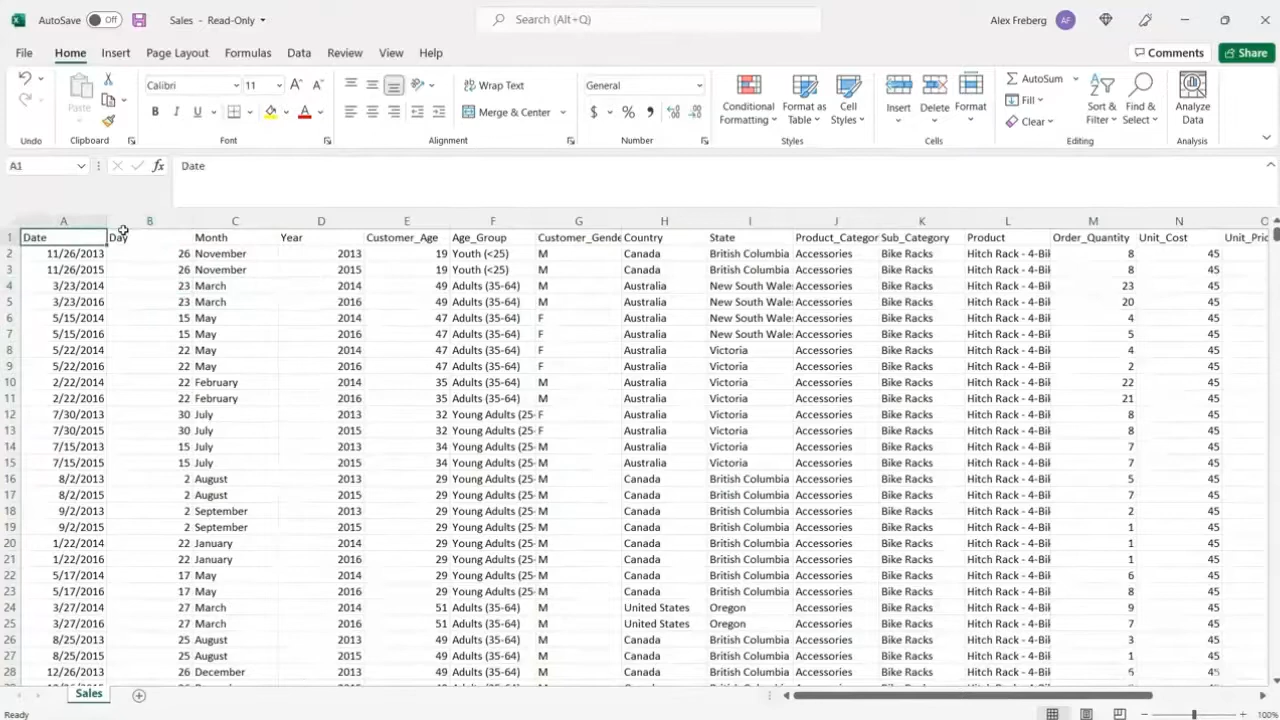 AutoSave Off Sales - Read-Only Search (Alt+Q) Alex Freberg AF
File Home Insert Page Layout Formulas Data Review View Help Comments Share
Paste Calibri 11 Wrap Text General Conditional Formatting Format as Table Cell Styles Insert Delete Format AutoSum Sort & Filter Find & Select Analyze Data
B I U A Merge & Center $ % Fill Clear
Undo Clipboard Font Alignment Number Styles Cells Editing Analysis
A1 fx Date
A B C D E F G H I J K L M N O
1 Date Day Month Year Customer_Age Age_Group Customer_Gende Country State Product_Categor Sub_Category Product Order_Quantity Unit_Cost Unit_Pric
2 11/26/2013 26 November 2013 19 Youth (<25) M Canada British Columbia Accessories Bike Racks Hitch Rack - 4-Bik 8 45
3 11/26/2015 26 November 2015 19 Youth (<25) M Canada British Columbia Accessories Bike Racks Hitch Rack - 4-Bik 8 45
4 3/23/2014 23 March 2014 49 Adults (35-64) M Australia New South Wale Accessories Bike Racks Hitch Rack - 4-Bik 23 45
5 3/23/2016 23 March 2016 49 Adults (35-64) M Australia New South Wale Accessories Bike Racks Hitch Rack - 4-Bik 20 45
6 5/15/2014 15 May 2014 47 Adults (35-64) F Australia New South Wale Accessories Bike Racks Hitch Rack - 4-Bik 4 45
7 5/15/2016 15 May 2016 47 Adults (35-64) F Australia New South Wale Accessories Bike Racks Hitch Rack - 4-Bik 5 45
8 5/22/2014 22 May 2014 47 Adults (35-64) F Australia Victoria Accessories Bike Racks Hitch Rack - 4-Bik 4 45
9 5/22/2016 22 May 2016 47 Adults (35-64) F Australia Victoria Accessories Bike Racks Hitch Rack - 4-Bik 2 45
10 2/22/2014 22 February 2014 35 Adults (35-64) M Australia Victoria Accessories Bike Racks Hitch Rack - 4-Bik 22 45
11 2/22/2016 22 February 2016 35 Adults (35-64) M Australia Victoria Accessories Bike Racks Hitch Rack - 4-Bik 21 45
12 7/30/2013 30 July 2013 32 Young Adults (25- F Australia Victoria Accessories Bike Racks Hitch Rack - 4-Bik 8 45
13 7/30/2015 30 July 2015 32 Young Adults (25- F Australia Victoria Accessories Bike Racks Hitch Rack - 4-Bik 8 45
14 7/15/2013 15 July 2013 34 Young Adults (25- M Australia Victoria Accessories Bike Racks Hitch Rack - 4-Bik 7 45
15 7/15/2015 15 July 2015 34 Young Adults (25- M Australia Victoria Accessories Bike Racks Hitch Rack - 4-Bik 7 45
16 8/2/2013 2 August 2013 29 Young Adults (25- M Canada British Columbia Accessories Bike Racks Hitch Rack - 4-Bik 5 45
17 8/2/2015 2 August 2015 29 Young Adults (25- M Canada British Columbia Accessories Bike Racks Hitch Rack - 4-Bik 7 45
18 9/2/2013 2 September 2013 29 Young Adults (25- M Canada British Columbia Accessories Bike Racks Hitch Rack - 4-Bik 2 45
19 9/2/2015 2 September 2015 29 Young Adults (25- M Canada British Columbia Accessories Bike Racks Hitch Rack - 4-Bik 1 45
20 1/22/2014 22 January 2014 29 Young Adults (25- M Canada British Columbia Accessories Bike Racks Hitch Rack - 4-Bik 1 45
21 1/22/2016 22 January 2016 29 Young Adults (25- M Canada British Columbia Accessories Bike Racks Hitch Rack - 4-Bik 1 45
22 5/17/2014 17 May 2014 29 Young Adults (25- M Canada British Columbia Accessories Bike Racks Hitch Rack - 4-Bik 6 45
23 5/17/2016 17 May 2016 29 Young Adults (25- M Canada British Columbia Accessories Bike Racks Hitch Rack - 4-Bik 8 45
24 3/27/2014 27 March 2014 51 Adults (35-64) M United States Oregon Accessories Bike Racks Hitch Rack - 4-Bik 9 45
25 3/27/2016 27 March 2016 51 Adults (35-64) M United States Oregon Accessories Bike Racks Hitch Rack - 4-Bik 7 45
26 8/25/2013 25 August 2013 49 Adults (35-64) M Canada British Columbia Accessories Bike Racks Hitch Rack - 4-Bik 3 45
27 8/25/2015 25 August 2015 49 Adults (35-64) M Canada British Columbia Accessories Bike Racks Hitch Rack - 4-Bik 1 45
28 12/26/2013 26 December 2013 49 Adults (35-64) M Canada British Columbia Accessories Bike Racks Hitch Rack - 4-Bik 45
Sales
Ready 100%